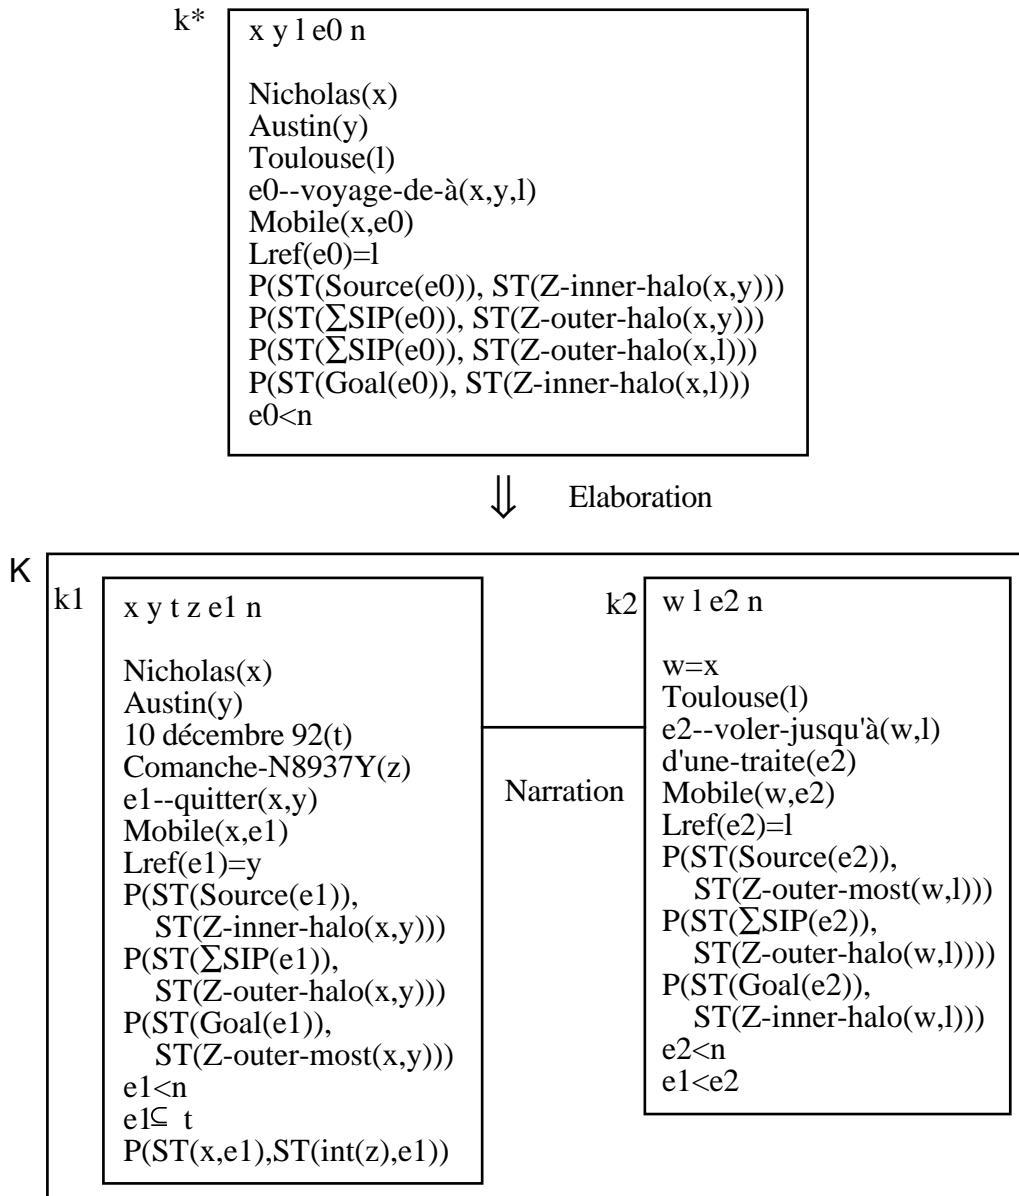 k*
x y l e0 n
Nicholas(x)
Austin(y)
Toulouse(l)
e0--voyage-de-à(x,y,l)
Mobile(x,e0)
Lref(e0)=l
P(ST(Source(e0)), ST(Z-inner-halo(x,y)))
P(ST(∑SIP(e0)), ST(Z-outer-halo(x,y)))
P(ST(∑SIP(e0)), ST(Z-outer-halo(x,l)))
P(ST(Goal(e0)), ST(Z-inner-halo(x,l)))
e0<n
⇓ Elaboration
K
k1
x y t z e1 n
Nicholas(x)
Austin(y)
10 décembre 92(t)
Comanche-N8937Y(z)
e1--quitter(x,y)
Mobile(x,e1)
Lref(e1)=y
P(ST(Source(e1)),
ST(Z-inner-halo(x,y)))
P(ST(∑SIP(e1)),
ST(Z-outer-halo(x,y)))
P(ST(Goal(e1)),
ST(Z-outer-most(x,y)))
e1<n
e1⊆ t
P(ST(x,e1),ST(int(z),e1))
Narration
k2
w l e2 n
w=x
Toulouse(l)
e2--voler-jusqu'à(w,l)
d'une-traite(e2)
Mobile(w,e2)
Lref(e2)=l
P(ST(Source(e2)),
ST(Z-outer-most(w,l)))
P(ST(∑SIP(e2)),
ST(Z-outer-halo(w,l))))
P(ST(Goal(e2)),
ST(Z-inner-halo(w,l)))
e2<n
e1<e2